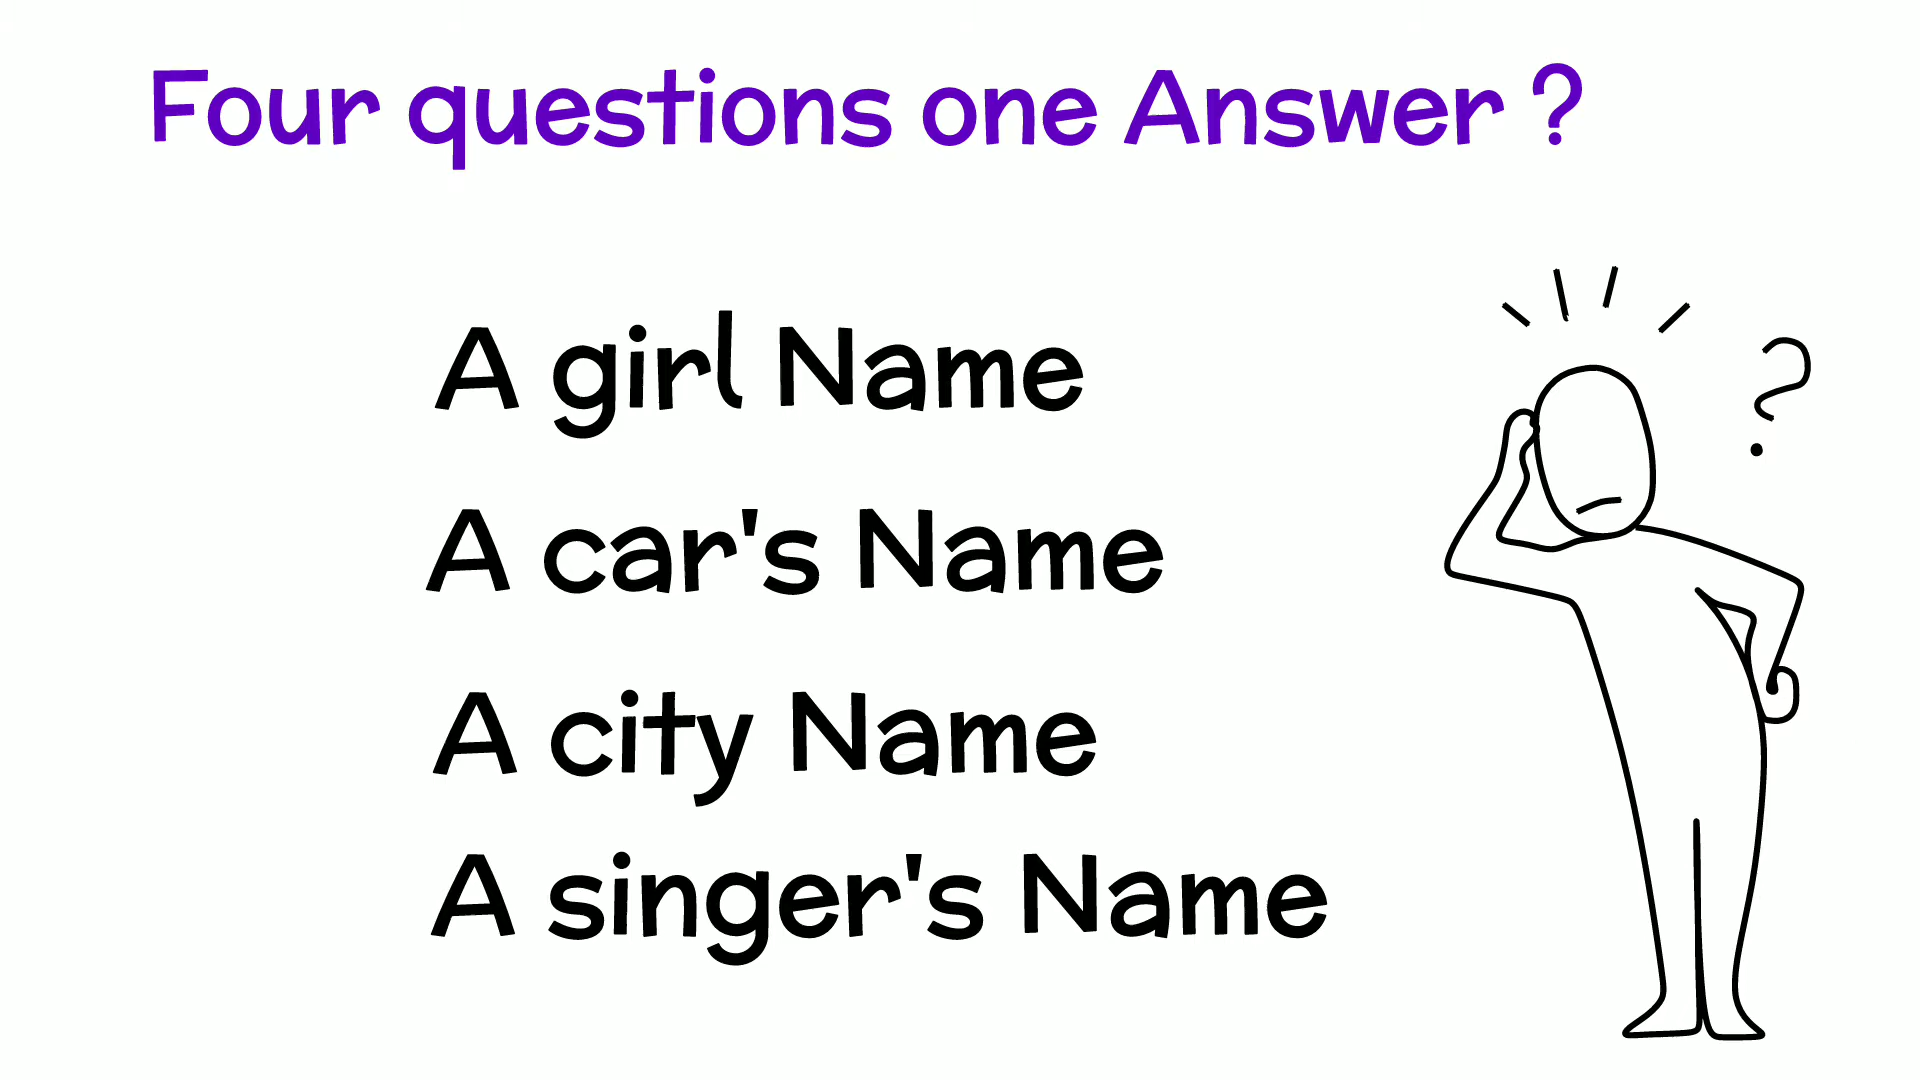 Four questions one Answer ?
A girl Name
A car's Name
A city Name
A singer's Name
?